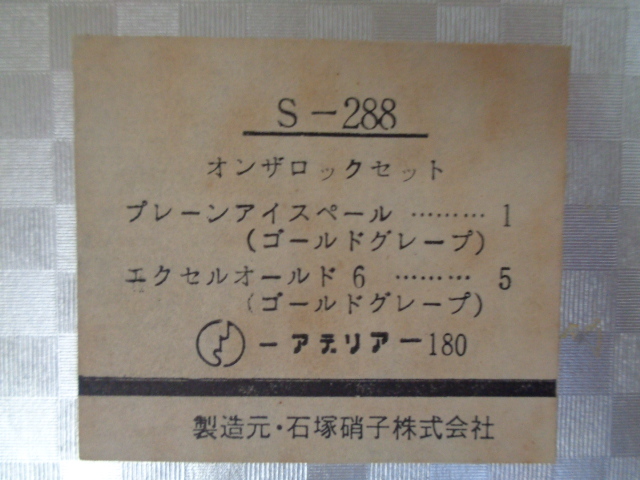 S-288
オンザロックセット
プレーンアイスペール ……… 1
(ゴールドグレープ)
エクセルオールド6 ……… 5
(ゴールドグレープ)
ーアデリアー180
製造元・石塚硝子株式会社